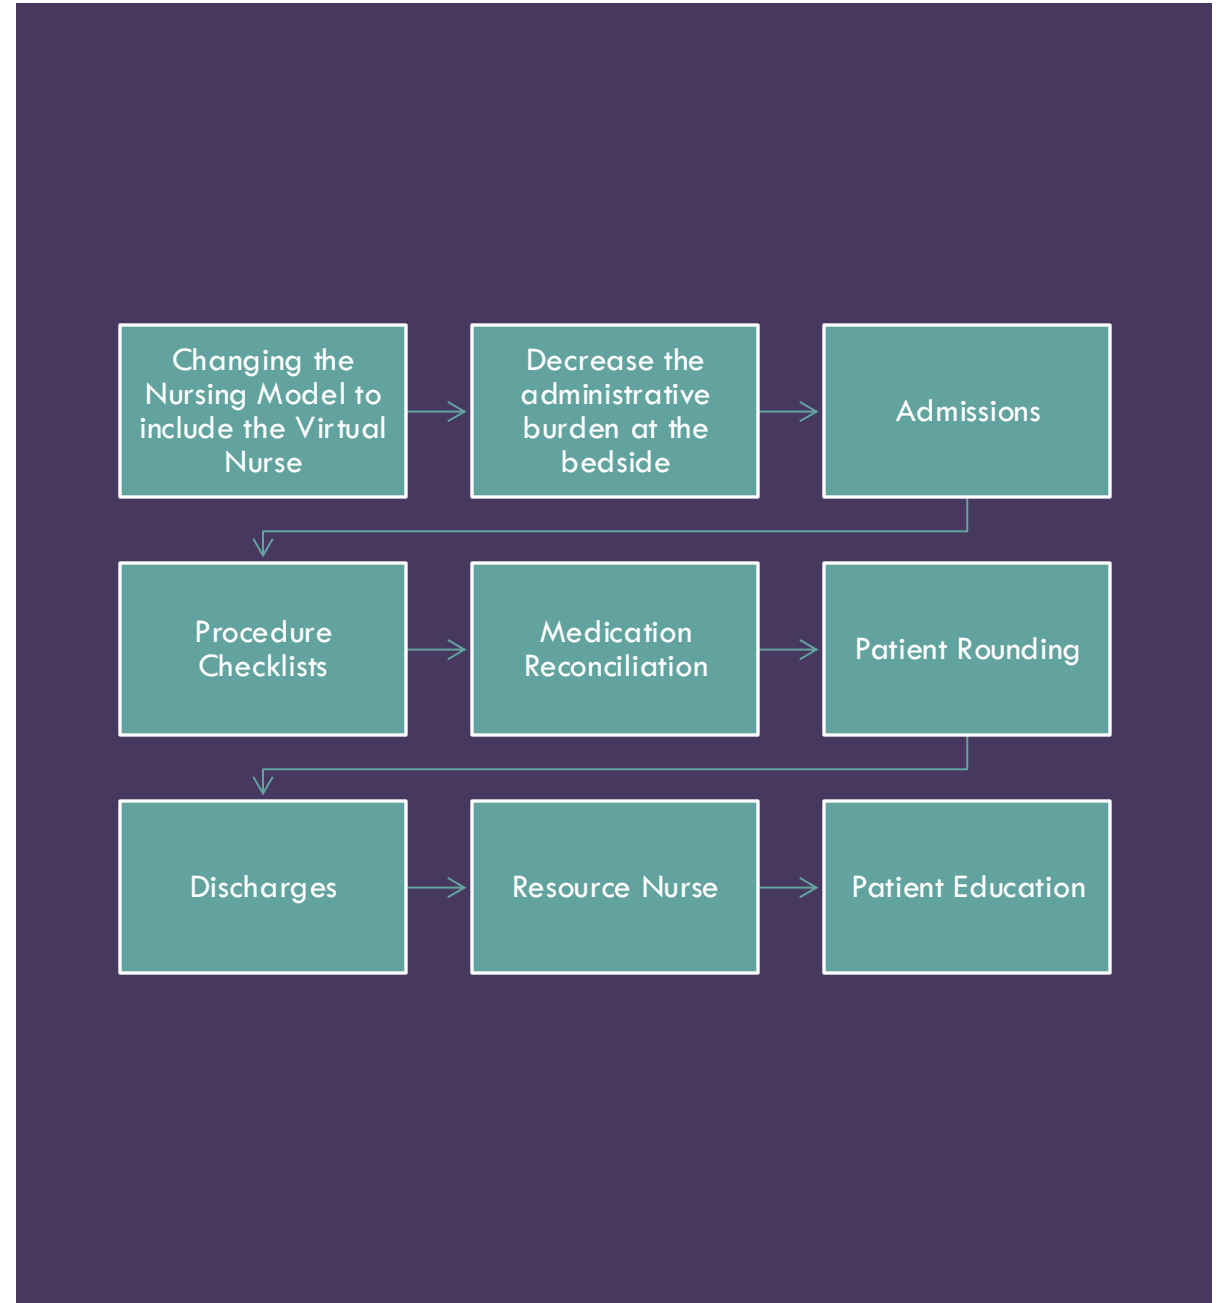 Changing the
Nursing Model to
include the Virtual
Nurse
Decrease the
administrative
burden at the
bedside
Admissions
Procedure
Checklists
Medication
Reconciliation
Patient Rounding
Discharges
Resource Nurse
Patient Education